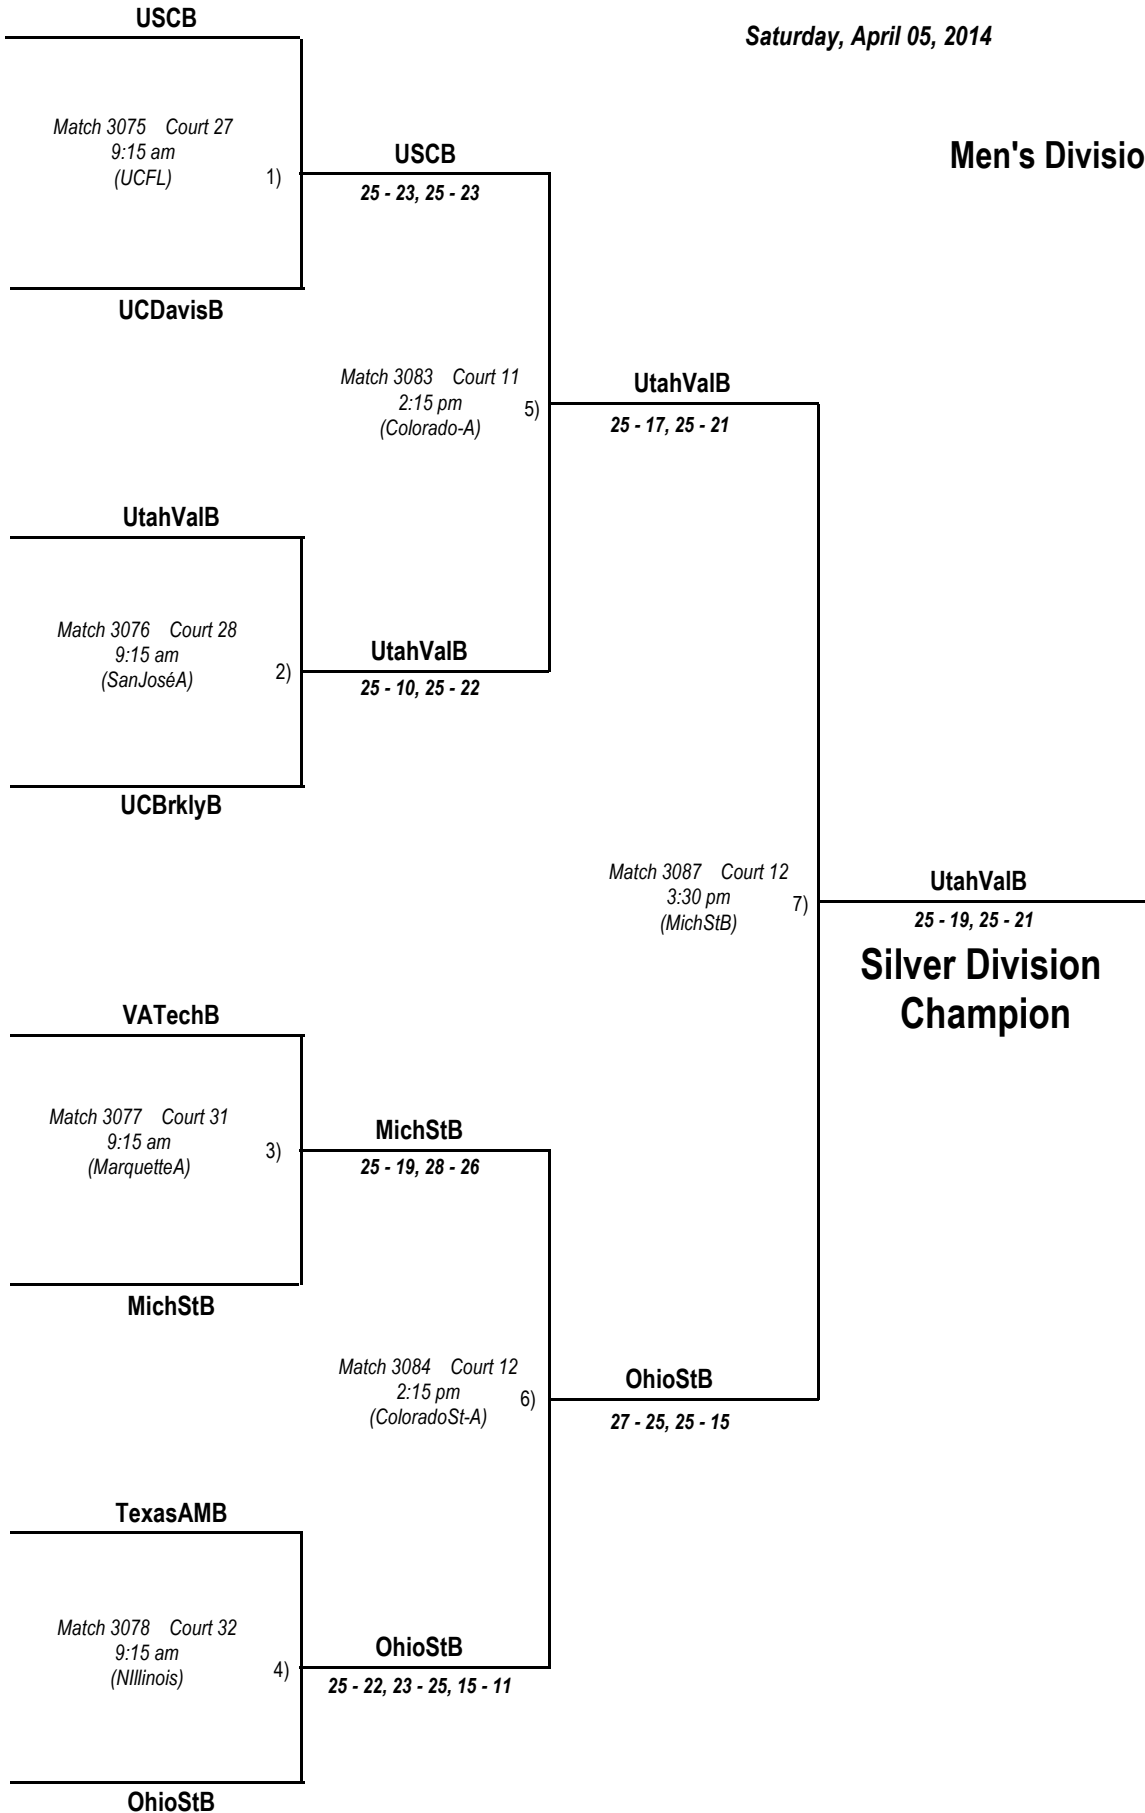 USCB
Saturday, April 05, 2014
Men's Divisio
Match 3075 Court 27
9:15 am
(UCFL)
1)
USCB
25 - 23, 25 - 23
UCDavisB
Match 3083 Court 11
2:15 pm
(Colorado-A)
5)
UtahValB
25 - 17, 25 - 21
UtahValB
Match 3076 Court 28
9:15 am
(SanJoséA)
2)
UtahValB
25 - 10, 25 - 22
UCBrklyB
Match 3087 Court 12
3:30 pm
(MichStB)
7)
UtahValB
25 - 19, 25 - 21
Silver Division
Champion
VATechB
Match 3077 Court 31
9:15 am
(MarquetteA)
3)
MichStB
25 - 19, 28 - 26
MichStB
Match 3084 Court 12
2:15 pm
(ColoradoSt-A)
6)
OhioStB
27 - 25, 25 - 15
TexasAMB
Match 3078 Court 32
9:15 am
(NIllinois)
4)
OhioStB
25 - 22, 23 - 25, 15 - 11
OhioStB